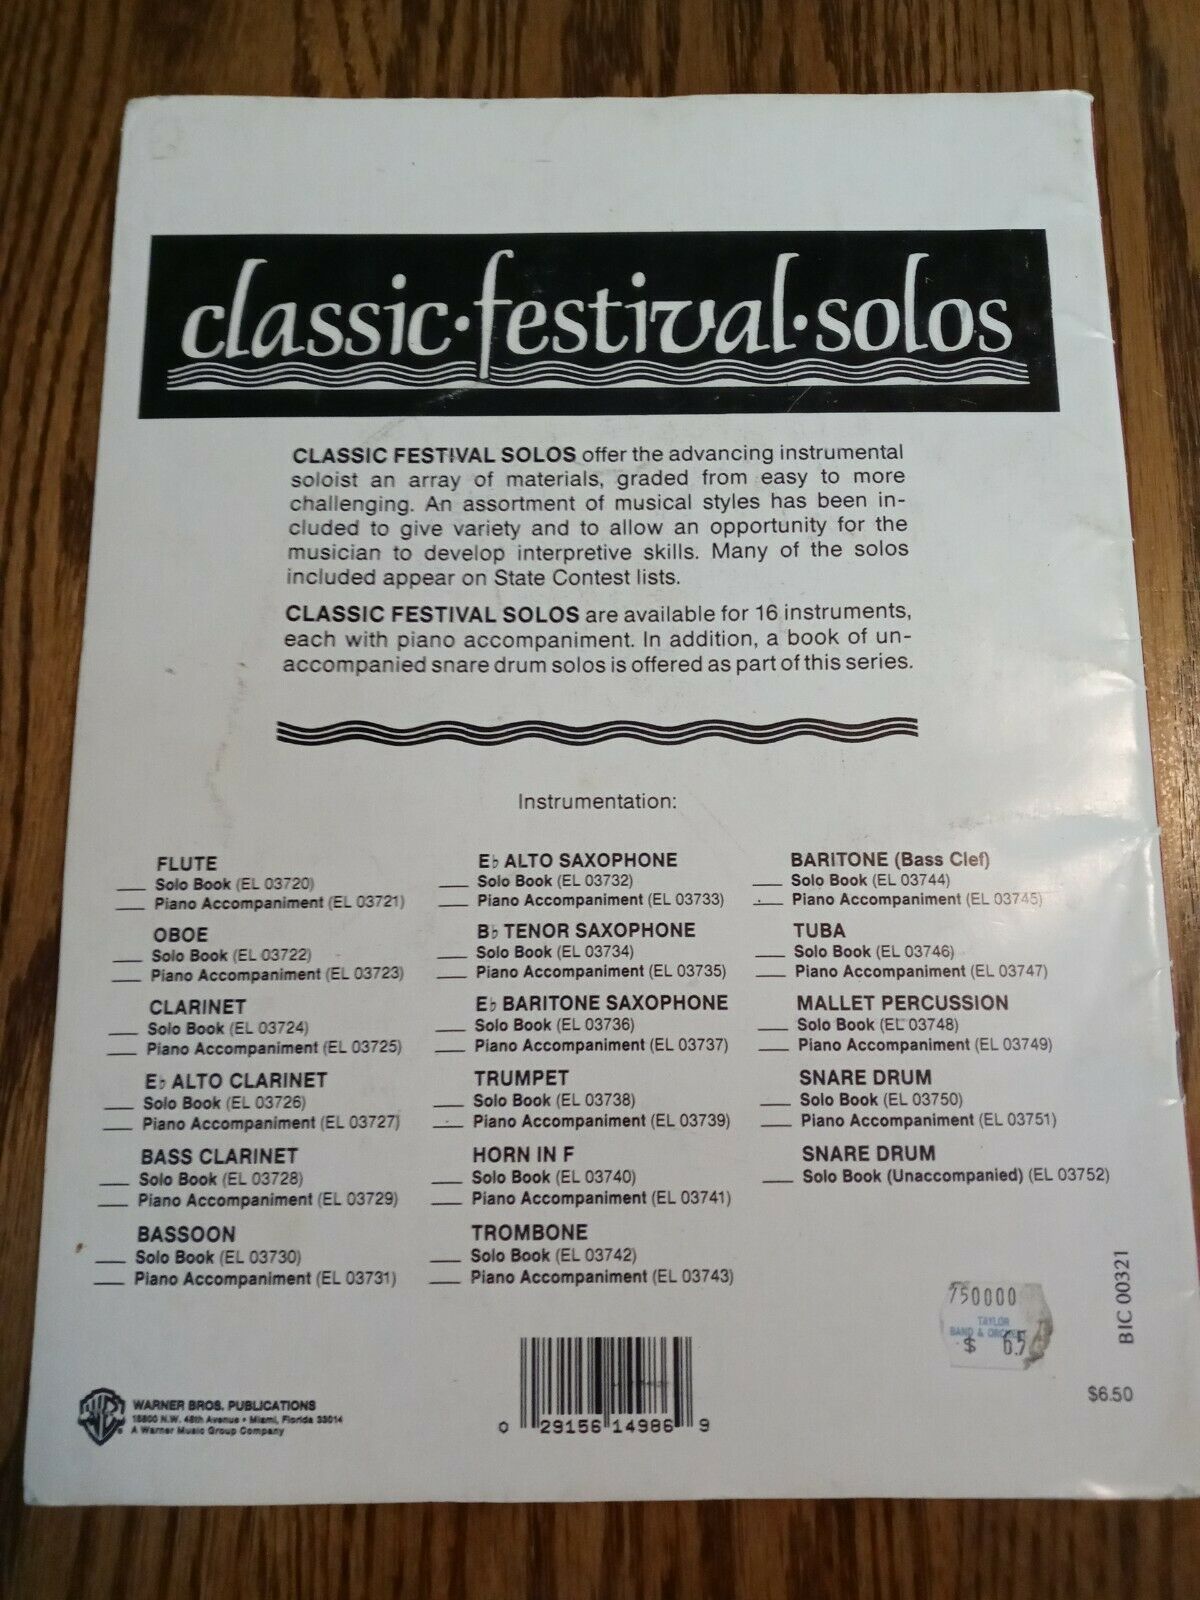 classic·festival·solos
CLASSIC FESTIVAL SOLOS offer the advancing instrumental
soloist an array of materials, graded from easy to more
challenging. An assortment of musical styles has been in-
cluded to give variety and to allow an opportunity for the
musician to develop interpretive skills. Many of the solos
included appear on State Contest lists.
CLASSIC FESTIVAL SOLOS are available for 16 instruments,
each with piano accompaniment. In addition, a book of un-
accompanied snare drum solos is offered as part of this series.
Instrumentation:
FLUTE
Solo Book (EL 03720)
Piano Accompaniment (EL 03721)
OBOE
Solo Book (EL 03722)
Piano Accompaniment (EL 03723)
CLARINET
Solo Book (EL 03724)
Piano Accompaniment (EL 03725)
E♭ ALTO CLARINET
Solo Book (EL 03726)
Piano Accompaniment (EL 03727)
BASS CLARINET
Solo Book (EL 03728)
Piano Accompaniment (EL 03729)
BASSOON
Solo Book (EL 03730)
Piano Accompaniment (EL 03731)
E♭ ALTO SAXOPHONE
Solo Book (EL 03732)
Piano Accompaniment (EL 03733)
B♭ TENOR SAXOPHONE
Solo Book (EL 03734)
Piano Accompaniment (EL 03735)
E♭ BARITONE SAXOPHONE
Solo Book (EL 03736)
Piano Accompaniment (EL 03737)
TRUMPET
Solo Book (EL 03738)
Piano Accompaniment (EL 03739)
HORN IN F
Solo Book (EL 03740)
Piano Accompaniment (EL 03741)
TROMBONE
Solo Book (EL 03742)
Piano Accompaniment (EL 03743)
BARITONE (Bass Clef)
Solo Book (EL 03744)
Piano Accompaniment (EL 03745)
TUBA
Solo Book (EL 03746)
Piano Accompaniment (EL 03747)
MALLET PERCUSSION
Solo Book (EL 03748)
Piano Accompaniment (EL 03749)
SNARE DRUM
Solo Book (EL 03750)
Piano Accompaniment (EL 03751)
SNARE DRUM
Solo Book (Unaccompanied) (EL 03752)
750000
TAYLOR
BAND &
$ 6.5
BIC 00321
$6.50
WB
WARNER BROS. PUBLICATIONS
15800 N.W. 48th Avenue • Miami, Florida 33014
A Warner Music Group Company
0 29156 14986 9